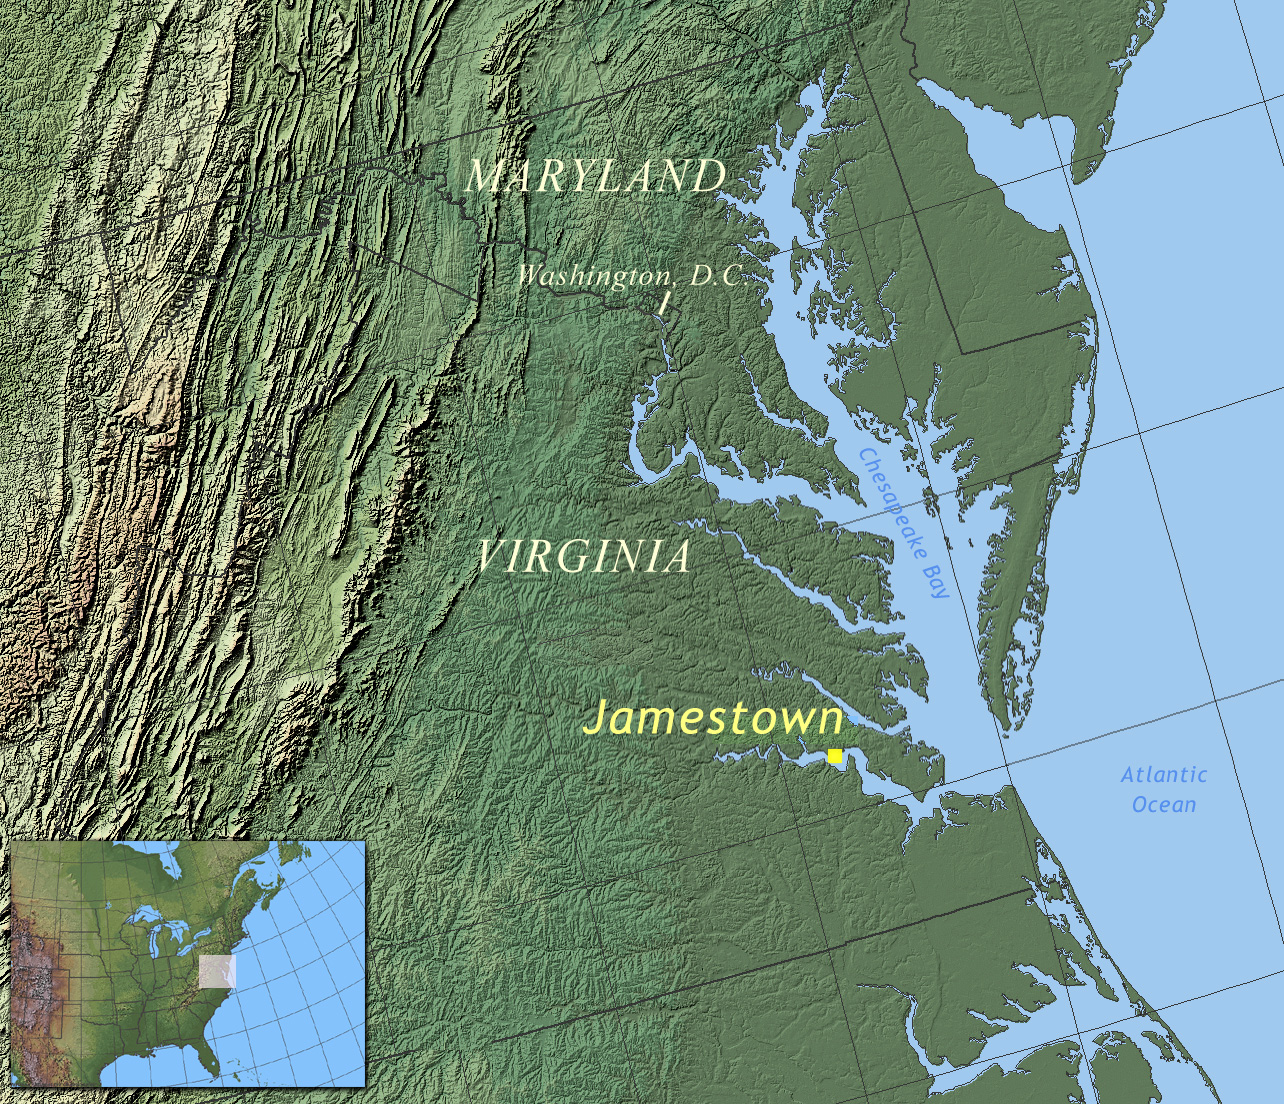 MARYLAND
Washington, D.C.
Chesapeake Bay
VIRGINIA
Jamestown
Atlantic
Ocean